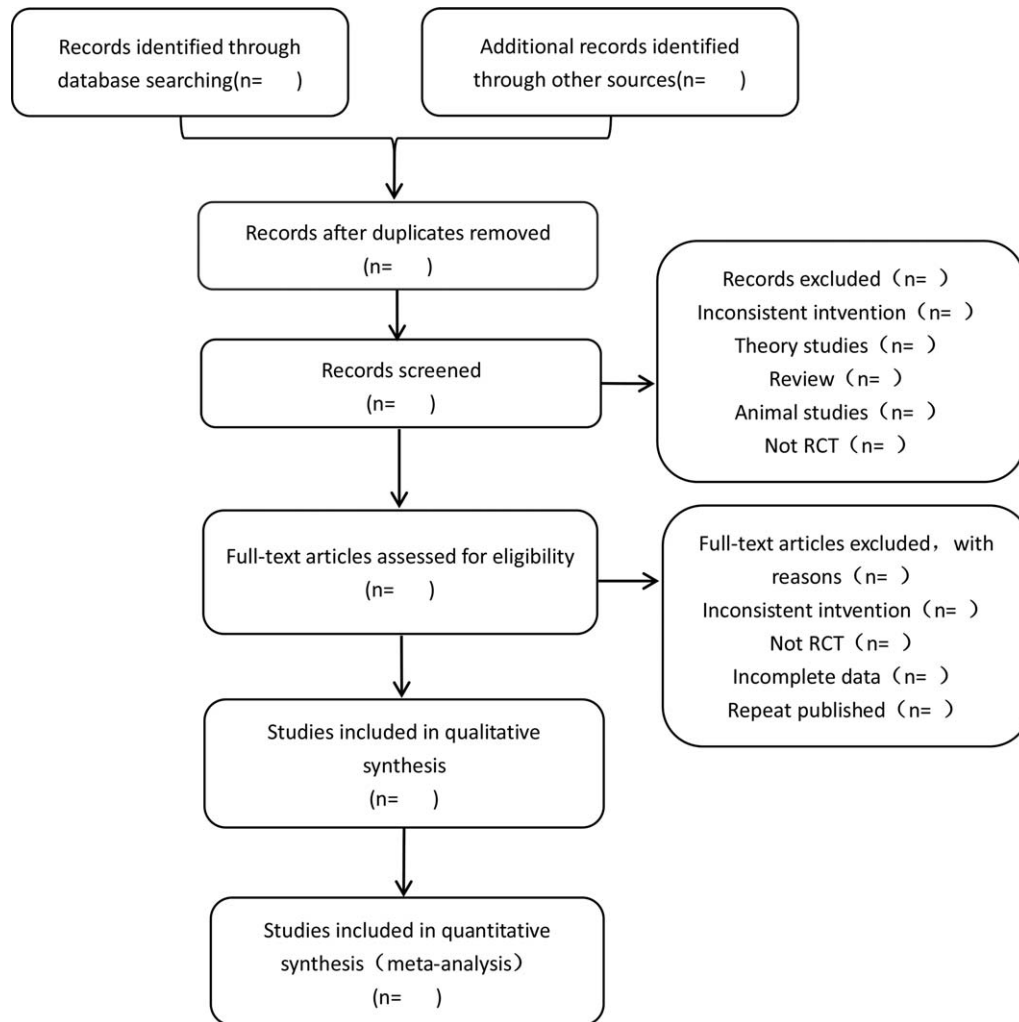 Records identified through
database searching(n=      )
Additional records identified
through other sources(n=      )
Records after duplicates removed
(n=      )
Records screened
(n=      )
Records excluded（n=  ）
Inconsistent intvention（n=  ）
Theory studies（n=  ）
Review（n=  ）
Animal studies（n=  ）
Not RCT（n=  ）
Full-text articles assessed for eligibility
(n=      )
Full-text articles excluded，with
reasons（n=  ）
Inconsistent intvention（n=  ）
Not RCT（n=  ）
Incomplete data（n=  ）
Repeat published（n=  ）
Studies included in qualitative
synthesis
(n=      )
Studies included in quantitative
synthesis（meta-analysis）
(n=      )